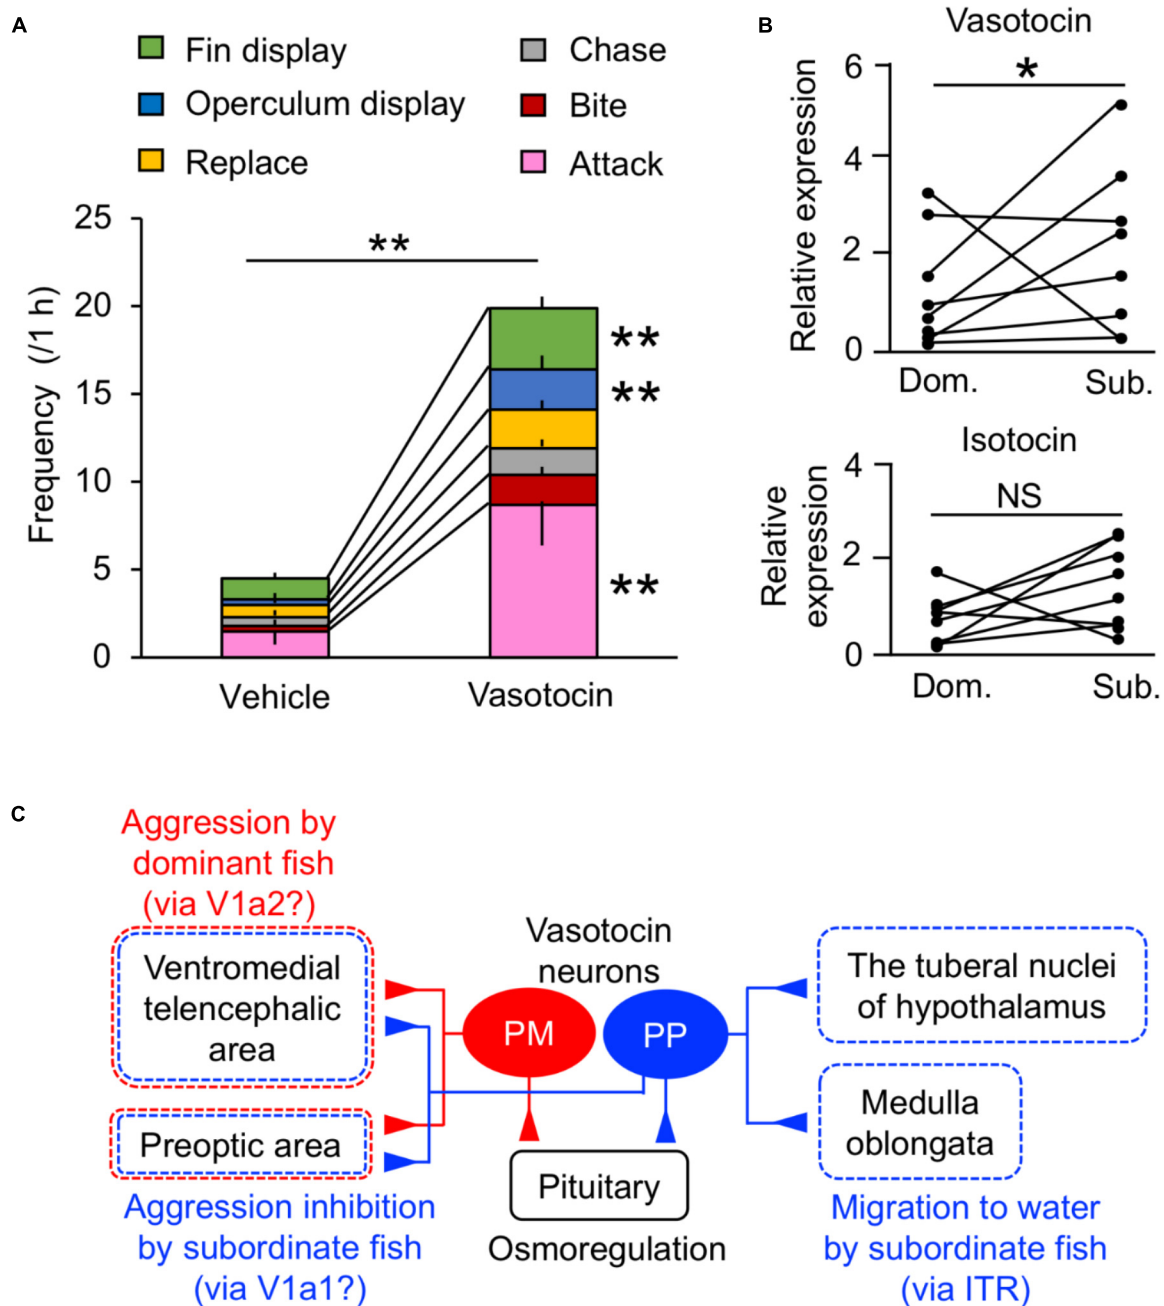 A
Fin display
Operculum display
Replace
Chase
Bite
Attack
Frequency (/1 h)
25
20
15
10
5
0
**
**
**
**
Vehicle
Vasotocin
B
Vasotocin
*
Relative expression
6
4
2
0
Dom.
Sub.
Isotocin
NS
Relative
expression
4
2
0
Dom.
Sub.
C
Aggression by
dominant fish
(via V1a2?)
Ventromedial
telencephalic
area
Preoptic area
Aggression inhibition
by subordinate fish
(via V1a1?)
Vasotocin
neurons
PM
PP
Pituitary
Osmoregulation
The tuberal nuclei
of hypothalamus
Medulla
oblongata
Migration to water
by subordinate fish
(via ITR)